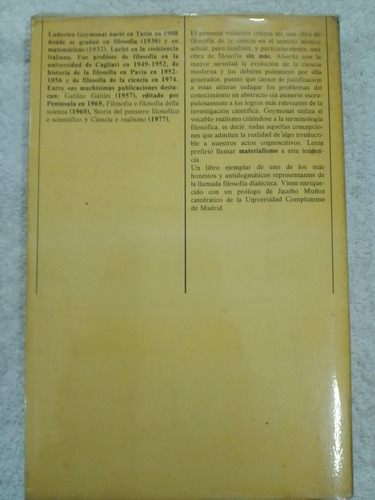 Ludovico Geymonat nació en Turín en 1908
donde se graduó en filosofía (1930) y en
matemáticas (1932). Luchó en la resistencia
italiana. Fue profesor de filosofía en la
universidad de Cagliari en 1949-1952, de
historia de la filosofía en Pavía en 1952-
1956 y de filosofía de la ciencia en 1974.
Entre sus muchísimas publicaciones desta-
can: Galileo Galilei (1957), editado por
Península en 1969, Filosofia e filosofia della
scienza (1960), Storia del pensiero filosofico
e scientifico y Ciencia e realismo (1977).
El presente volumen intenta ser una obra de
filosofía de la ciencia en el sentido técnico
actual, pero también, y particularmente, una
obra de filosofía sin más. Aborda con la
mayor seriedad la evolución de la ciencia
moderna y los debates polémicos por ella
generados, puesto que carece de justificación
a estas alturas indagar los problemas del
conocimiento en abstracto sin atenerse escru-
pulosamente a los logros más relevantes de la
investigación científica. Geymonat utiliza el
vocablo realismo ciñéndose a la terminología
filosófica, es decir, todas aquellas concepcio-
nes que admiten la realidad de algo irreducti-
ble a nuestros actos cognoscitivos. Lenin
prefirió llamar materialismo a esta tenden-
cia.
Un libro ejemplar de uno de los más
honestos y antidogmáticos representantes de
la llamada filosofía dialéctica. Viene enrique-
cido con un prólogo de Jacobo Muñoz
catedrático de la Universidad Complutense
de Madrid.